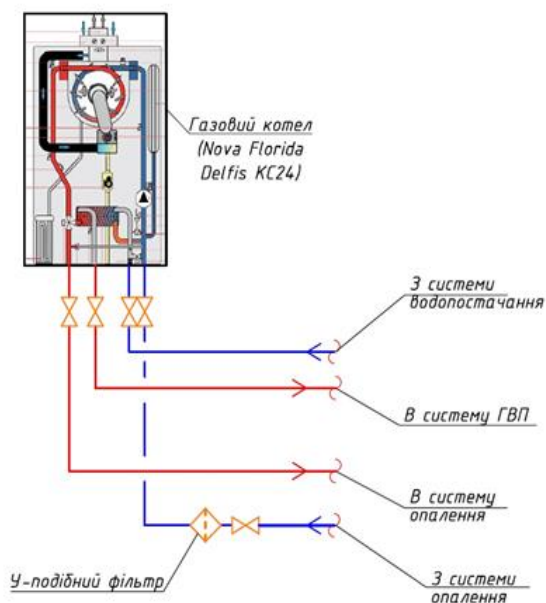 Газовий котел
(Nova Florida
Delfis KC24)
З системи
водопостачання
В систему ГВП
В систему
опалення
У-подібний фільтр
З системи
опалення